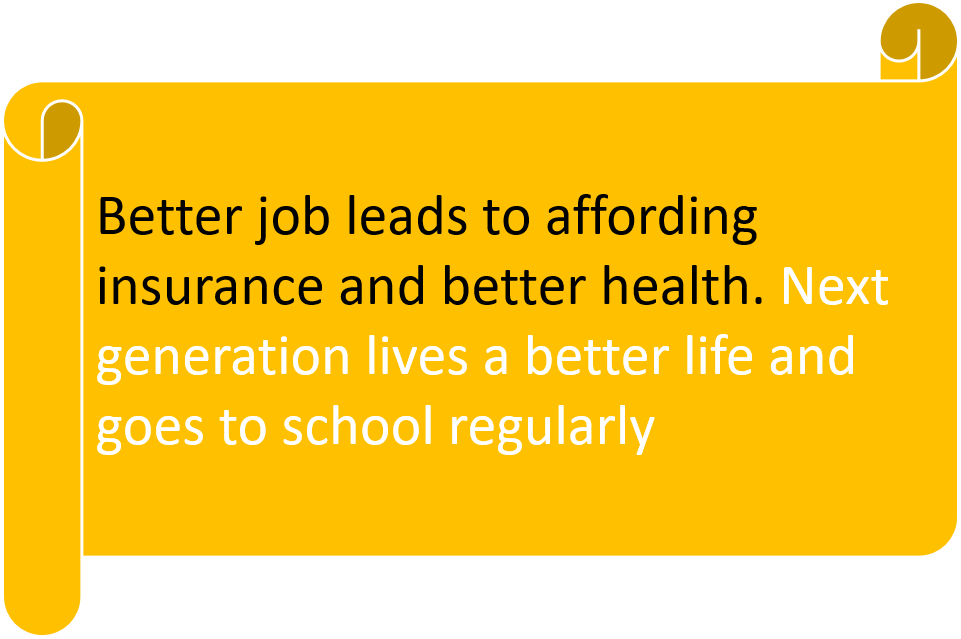 Better job leads to affording
insurance and better health. Next
generation lives a better life and
goes to school regularly